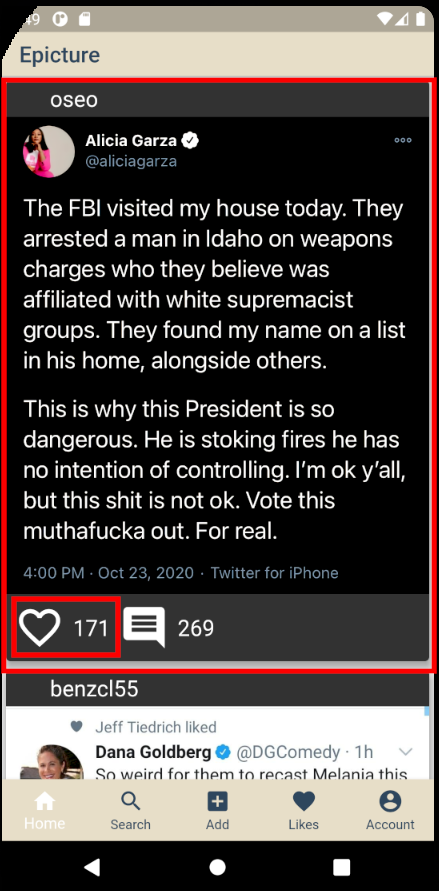 49
Epicture
oseo
Alicia Garza
@aliciagarza
The FBI visited my house today. They
arrested a man in Idaho on weapons
charges who they believe was
affiliated with white supremacist
groups. They found my name on a list
in his home, alongside others.
This is why this President is so
dangerous. He is stoking fires he has
no intention of controlling. I’m ok y’all,
but this shit is not ok. Vote this
muthafucka out. For real.
4:00 PM · Oct 23, 2020 · Twitter for iPhone
171 269
benzcl55
Jeff Tiedrich liked
Dana Goldberg @DGComedy · 1h
So weird for them to recast Melania this
Home Search Add Likes Account